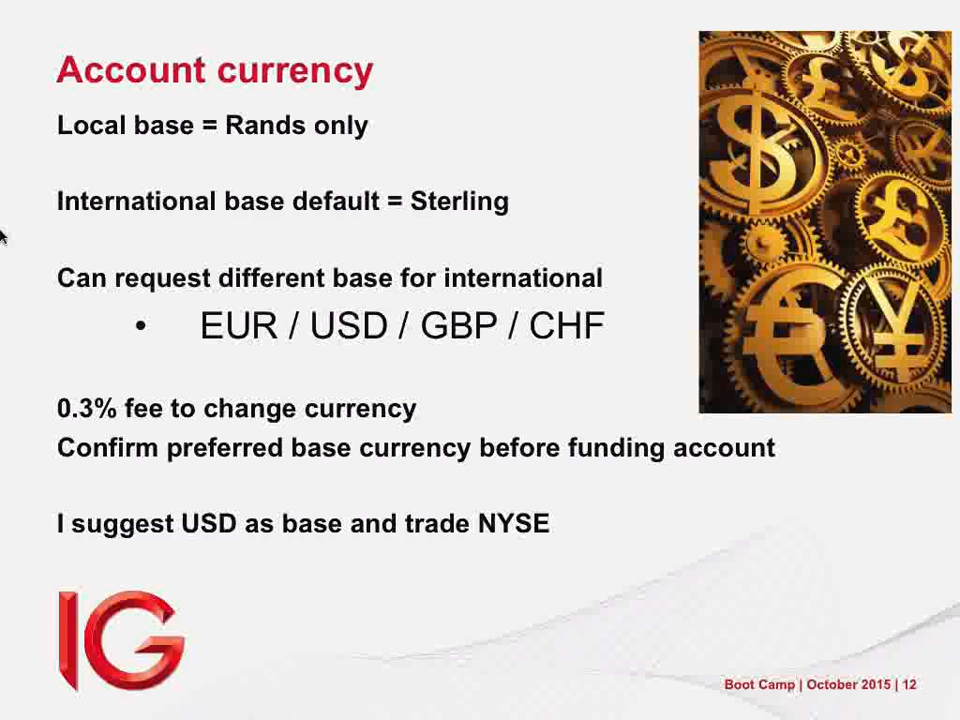 Account currency
Local base = Rands only
International base default = Sterling
Can request different base for international
• EUR / USD / GBP / CHF
0.3% fee to change currency
Confirm preferred base currency before funding account
I suggest USD as base and trade NYSE
IG
Boot Camp | October 2015 | 12